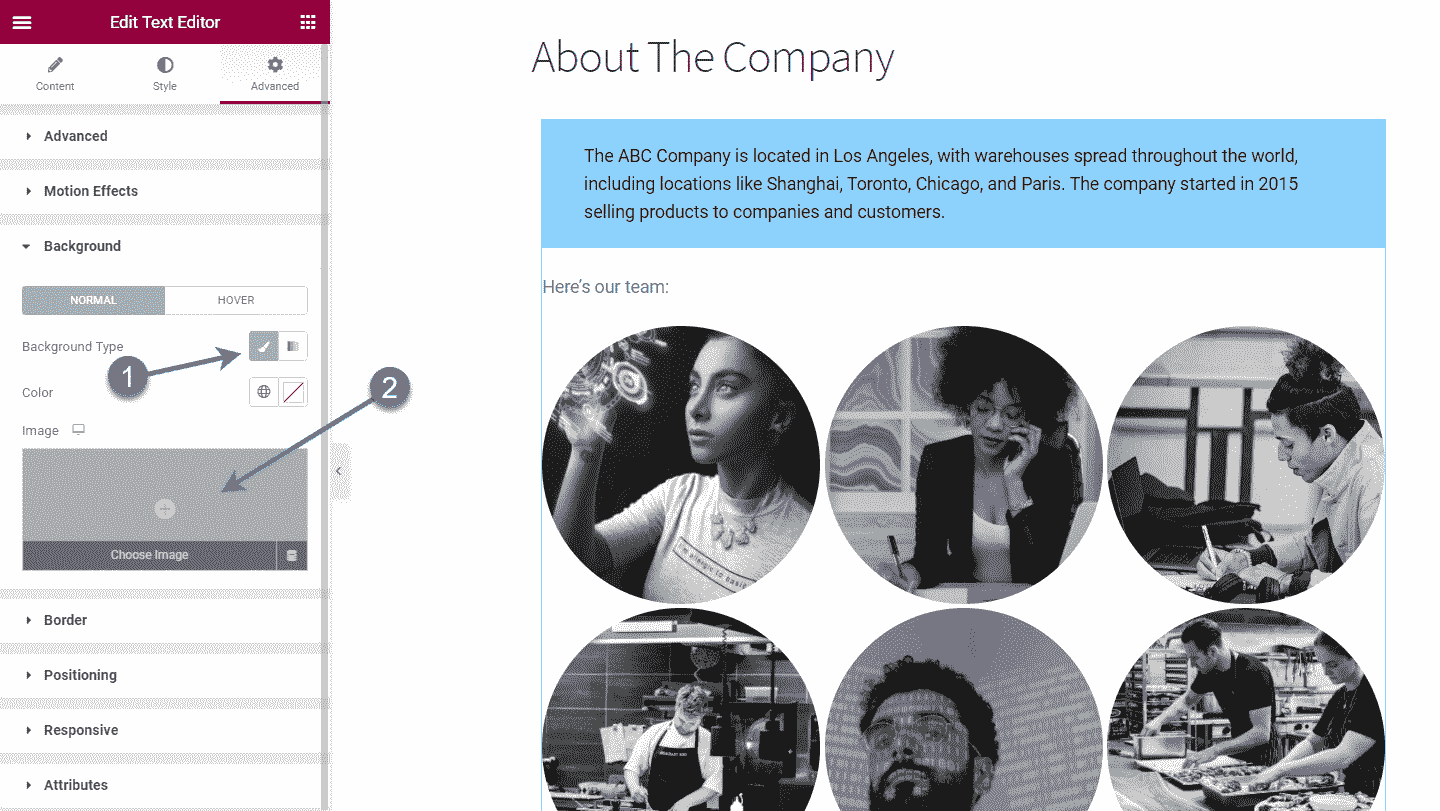 Edit Text Editor
Content
Style
Advanced
Advanced
Motion Effects
Background
NORMAL
HOVER
Background Type
1
Color
2
Image
Choose Image
Border
Positioning
Responsive
Attributes
About The Company
The ABC Company is located in Los Angeles, with warehouses spread throughout the world,
including locations like Shanghai, Toronto, Chicago, and Paris. The company started in 2015
selling products to companies and customers.
Here’s our team:
I'm allergic to